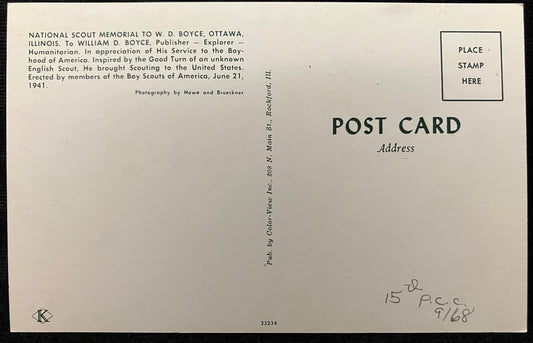 NATIONAL SCOUT MEMORIAL TO W. D. BOYCE, OTTAWA,
ILLINOIS. To WILLIAM D. BOYCE, Publisher — Explorer —
Humanitarian. In appreciation of His Service to the Boy-
hood of America. Inspired by the Good Turn of an unknown
English Scout, He brought Scouting to the United States.
Erected by members of the Boy Scouts of America, June 21,
1941.
Photography by Howe and Brueckner
Pub. by Color-View Inc., 208 N. Main St., Rockford, Ill.
PLACE
STAMP
HERE
POST CARD
Address
15th P.C.C.
9/68
K
23234